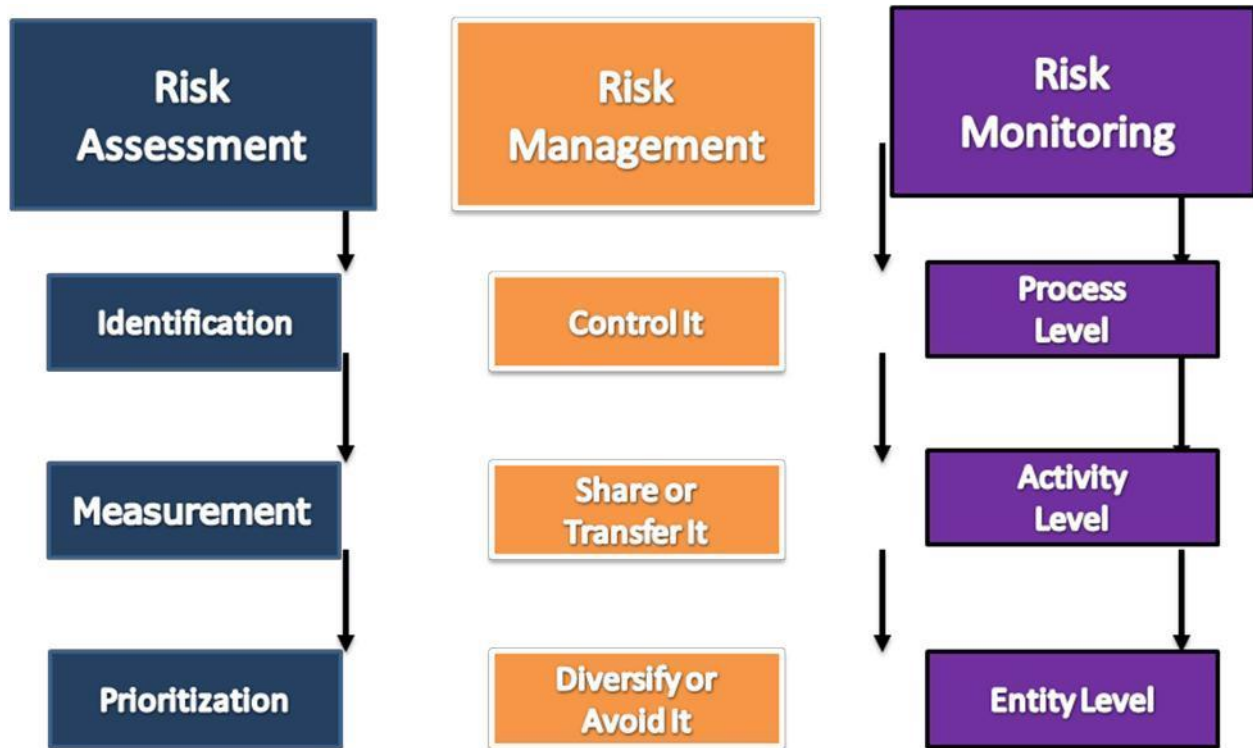 Risk
Assessment
Risk
Management
Risk
Monitoring
Identification
Control It
Process
Level
Measurement
Share or
Transfer It
Activity
Level
Prioritization
Diversify or
Avoid It
Entity Level